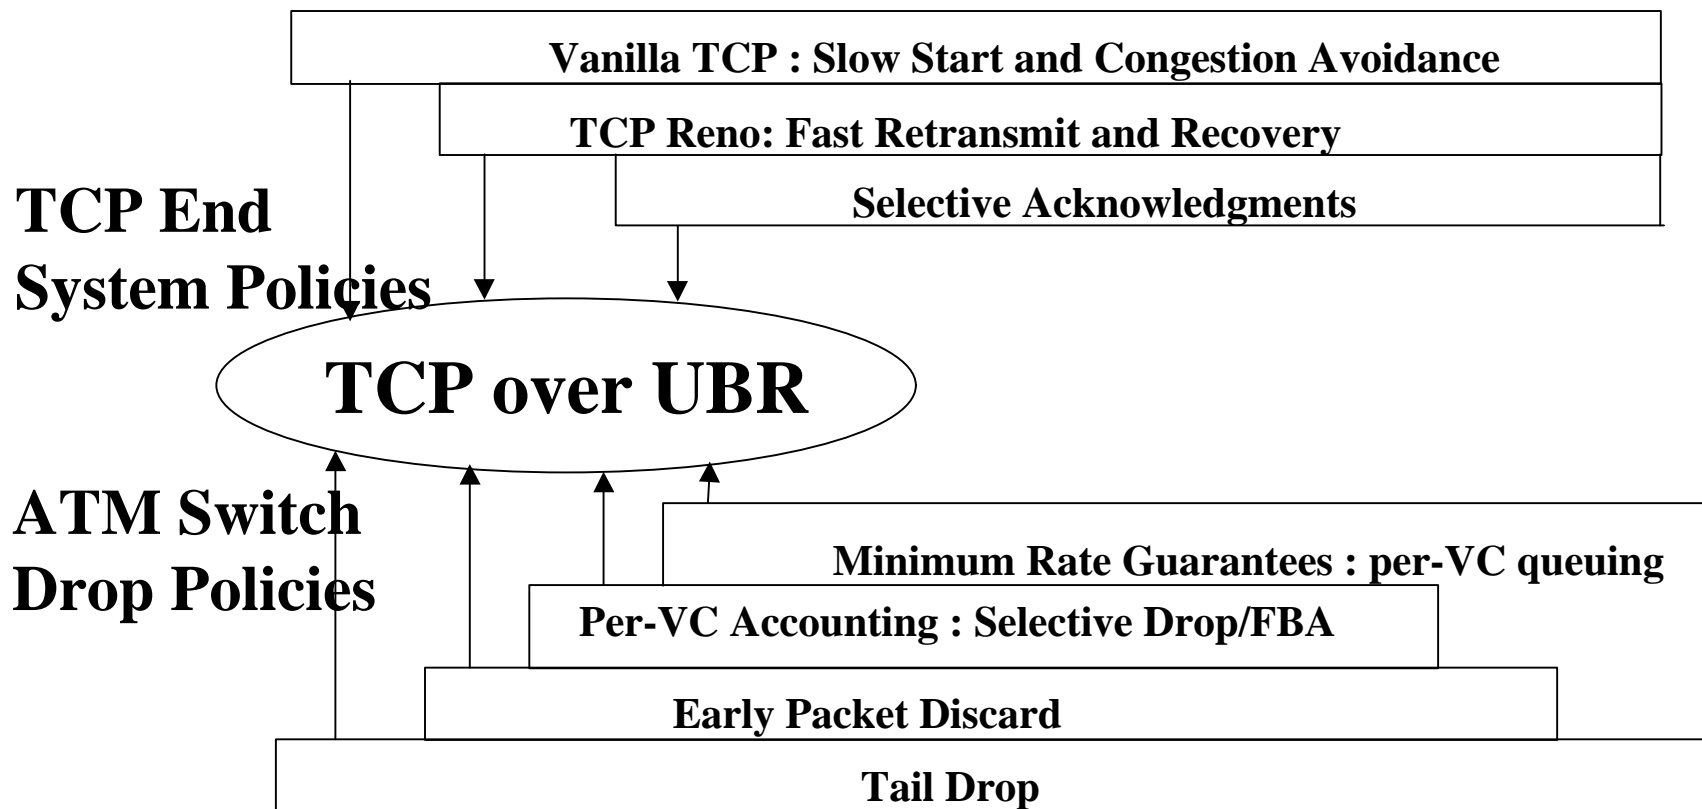 Vanilla TCP : Slow Start and Congestion Avoidance
TCP Reno: Fast Retransmit and Recovery
Selective Acknowledgments
TCP End
System Policies
TCP over UBR
ATM Switch
Drop Policies
Minimum Rate Guarantees : per-VC queuing
Per-VC Accounting : Selective Drop/FBA
Early Packet Discard
Tail Drop